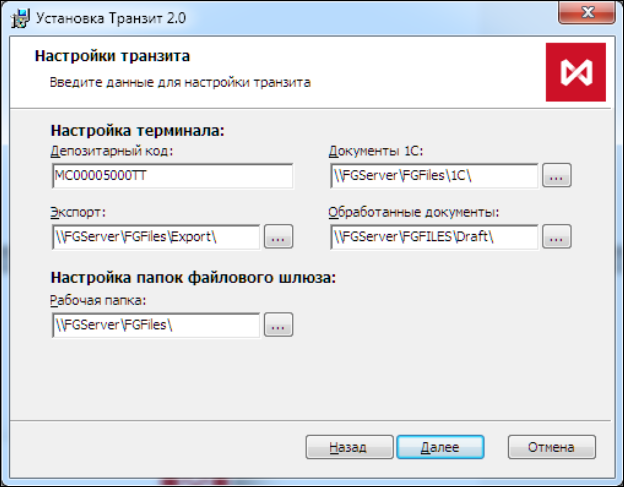 Установка Транзит 2.0
Настройки транзита
Введите данные для настройки транзита
Настройка терминала:
Депозитарный код:
MC00005000TT
Документы 1С:
\\FGServer\FGFiles\1C\
...
Экспорт:
\\FGServer\FGFiles\Export\
...
Обработанные документы:
\\FGServer\FGFILES\Draft\
...
Настройка папок файлового шлюза:
Рабочая папка:
\\FGServer\FGFiles\
...
Назад
Далее
Отмена